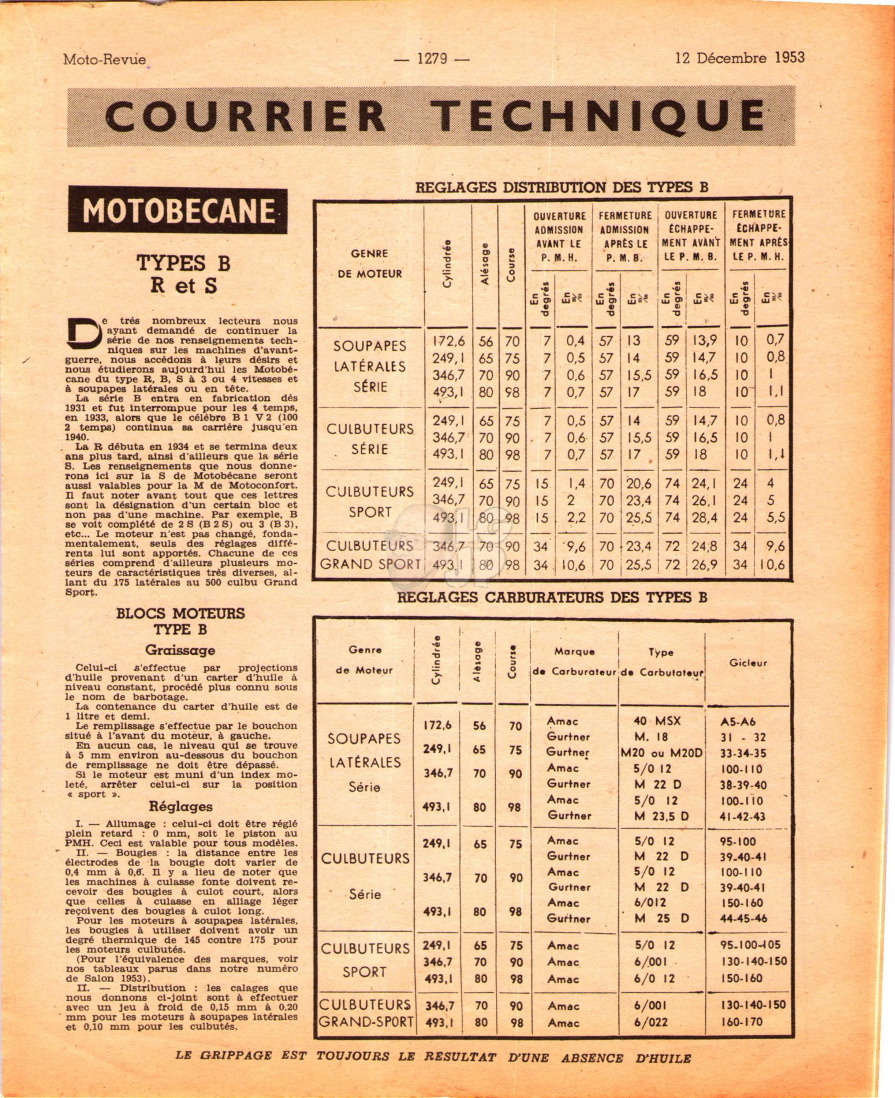 Moto-Revue — 1279 — 12 Décembre 1953
COURRIER TECHNIQUE
MOTOBECANE
TYPES B
R et S
De trés nombreux lecteurs nous
ayant demandé de continuer la
série de nos renseignements tech-
niques sur les machines d'avant-
guerre, nous accédons à leurs désirs et
nous étudierons aujourd'hui les Motobé-
cane du type R, B, S à 3 ou 4 vitesses et
à soupapes latérales ou en tête.
La série B entra en fabrication dès
1931 et fut interrompue pour les 4 temps,
en 1933, alors que le célèbre B 1 V 2 (100
2 temps) continua sa carrière jusqu'en
1940.
La R débuta en 1934 et se termina deux
ans plus tard, ainsi d'ailleurs que la série
S. Les renseignements que nous donne-
rons ici sur la S de Motobécane seront
aussi valables pour la M de Motoconfort.
Il faut noter avant tout que ces lettres
sont la désignation d'un certain bloc et
non pas d'une machine. Par exemple, B
se voit complété de 2 S (B 2 S) ou 3 (B 3),
etc... Le moteur n'est pas changé, fonda-
mentalement, seuls des réglages diffé-
rents lui sont apportés. Chacune de ces
séries comprend d'ailleurs plusieurs mo-
teurs de caractéristiques trés diverses, al-
lant du 175 latérales au 500 culbu Grand
Sport.
BLOCS MOTEURS
TYPE B
Graissage
Celui-ci s'effectue par projections
d'huile provenant d'un carter d'huile à
niveau constant, procédé plus connu sous
le nom de barbotage.
La contenance du carter d'huile est de
1 litre et demi.
Le remplissage s'effectue par le bouchon
situé à l'avant du moteur, à gauche.
En aucun cas, le niveau qui se trouve
à 5 mm environ au-dessous du bouchon
de remplissage ne doit être dépassé.
Si le moteur est muni d'un index mo-
leté, arrêter celui-ci sur la position
« sport ».
Réglages
I. — Allumage : celui-ci doit être réglé
plein retard : 0 mm, soit le piston au
PMH. Ceci est valable pour tous modèles.
II. — Bougies : la distance entre les
électrodes de la bougie doit varier de
0,4 mm à 0,6. Il y a lieu de noter que
les machines à culasse fonte doivent re-
cevoir des bougies à culot court, alors
que celles à culasse en alliage léger
reçoivent des bougies à culot long.
Pour les moteurs à soupapes latérales,
les bougies à utiliser doivent avoir un
degré thermique de 145 contre 175 pour
les moteurs culbutés.
(Pour l'équivalence des marques, voir
nos tableaux parus dans notre numéro
de Salon 1953).
II. — Distribution : les calages que
nous donnons ci-joint sont à effectuer
avec un jeu à froid de 0,15 mm à 0,20
mm pour les moteurs à soupapes latérales
et 0,10 mm pour les culbutés.
REGLAGES DISTRIBUTION DES TYPES B
GENRE DE MOTEUR Cylindrée Alésage Course OUVERTURE ADMISSION AVANT LE P. M. H. FERMETURE ADMISSION APRÈS LE P. M. B. OUVERTURE ÉCHAPPE- MENT AVANT LE P. M. B. FERMETURE ÉCHAPPE- MENT APRÈS LE P. M. H.
En degrés En m/m En degrés En m/m En degrés En m/m En degrés En m/m
SOUPAPES LATÉRALES SÉRIE
172,6 56 70 7 0,4 57 13 59 13,9 10 0,7
249,1 65 75 7 0,5 57 14 59 14,7 10 0,8
346,7 70 90 7 0,6 57 15,5 59 16,5 10 1
493,1 80 98 7 0,7 57 17 59 18 10 1,1
CULBUTEURS SÉRIE
249,1 65 75 7 0,5 57 14 59 14,7 10 0,8
346,7 70 90 7 0,6 57 15,5 59 16,5 10 1
493,1 80 98 7 0,7 57 17 59 18 10 1,1
CULBUTEURS SPORT
249,1 65 75 15 1,4 70 20,6 74 24,1 24 4
346,7 70 90 15 2 70 23,4 74 26,1 24 5
493,1 80 98 15 2,2 70 25,5 74 28,4 24 5,5
CULBUTEURS 346,7 70 90 34 9,6 70 23,4 72 24,8 34 9,6
GRAND SPORT 493,1 80 98 34 10,6 70 25,5 72 26,9 34 10,6
REGLAGES CARBURATEURS DES TYPES B
Genre de Moteur Cylindrée Alésage Course Marque de Carburateur Type de Carbutateur Gicleur
SOUPAPES LATÉRALES Série
172,6 56 70 Amac 40 MSX A5-A6
Gurtner M. 18 31 - 32
249,1 65 75 Gurtner M20 ou M20D 33-34-35
346,7 70 90 Amac 5/0 12 100-110
Gurtner M 22 D 38-39-40
493,1 80 98 Amac 5/0 12 100-110
Gurtner M 23,5 D 41-42-43
CULBUTEURS Série
249,1 65 75 Amac 5/0 12 95-100
Gurtner M 22 D 39-40-41
346,7 70 90 Amac 5/0 12 100-110
Gurtner M 22 D 39-40-41
493,1 80 98 Amac 6/012 150-160
Gurtner M 25 D 44-45-46
CULBUTEURS SPORT
249,1 65 75 Amac 5/0 12 95-100-105
346,7 70 90 Amac 6/001 130-140-150
493,1 80 98 Amac 6/0 12 150-160
CULBUTEURS 346,7 70 90 Amac 6/001 130-140-150
GRAND-SPORT 493,1 80 98 Amac 6/022 160-170
LE GRIPPAGE EST TOUJOURS LE RESULTAT D'UNE ABSENCE D'HUILE